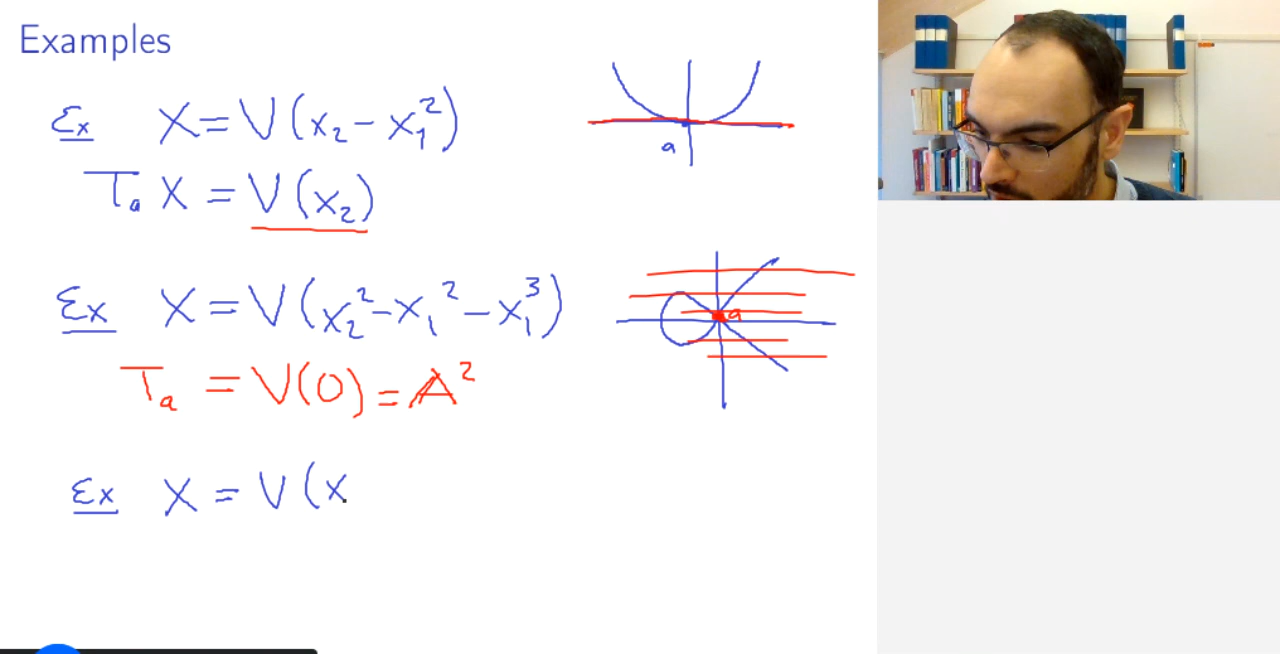 Examples
Ex X = V(x₂ - x₁²)
a
TₐX = V(x₂)
Ex X = V(x₂² - x₁² - x₁³)
a
Tₐ = V(0) = A²
Ex X = V(x